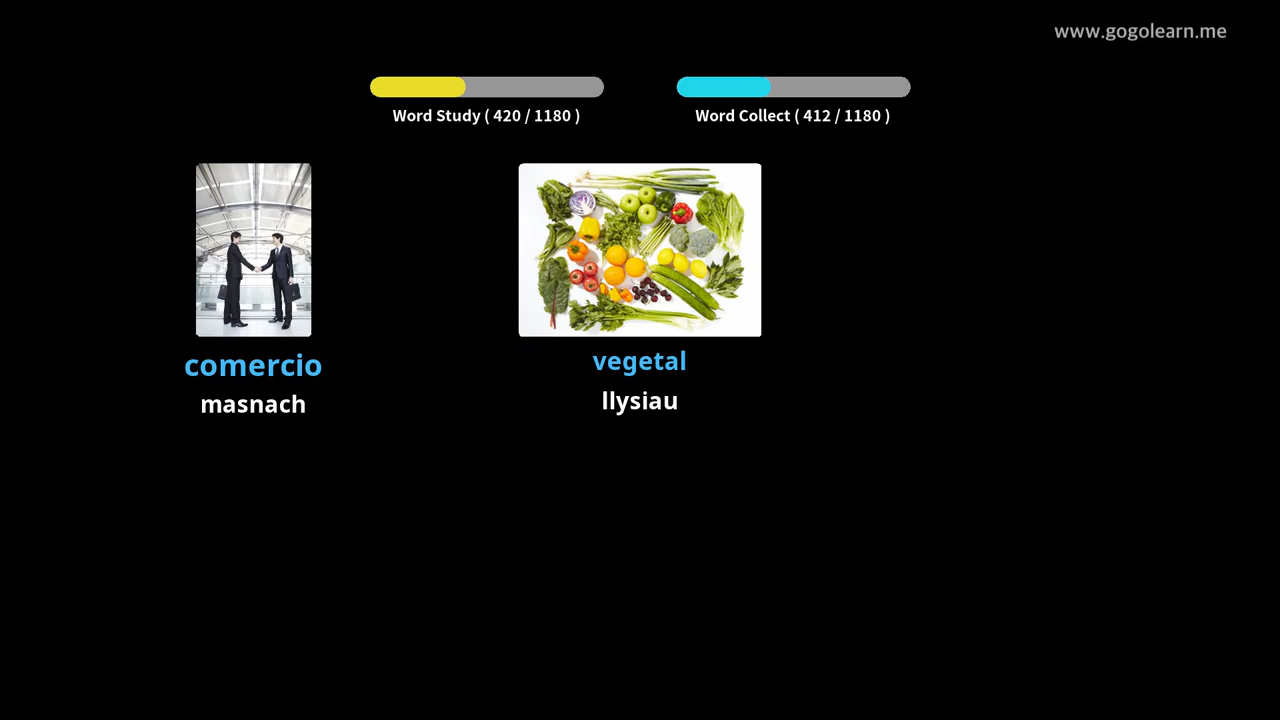 www.gogolearn.me
Word Study ( 420 / 1180 )
Word Collect ( 412 / 1180 )
comercio
masnach
vegetal
llysiau